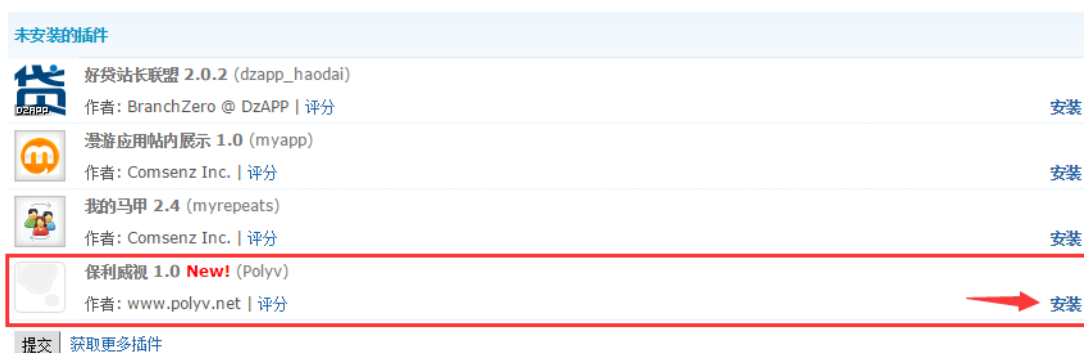 未安装的插件
好贷站长联盟 2.0.2 (dzapp_haodai)
贷
DZAPP
作者: BranchZero @ DzAPP | 评分
安装
漫游应用帖内展示 1.0 (myapp)
作者: Comsenz Inc. | 评分
安装
我的马甲 2.4 (myrepeats)
作者: Comsenz Inc. | 评分
安装
保利威视 1.0 New! (Polyv)
作者: www.polyv.net | 评分
安装
提交 获取更多插件